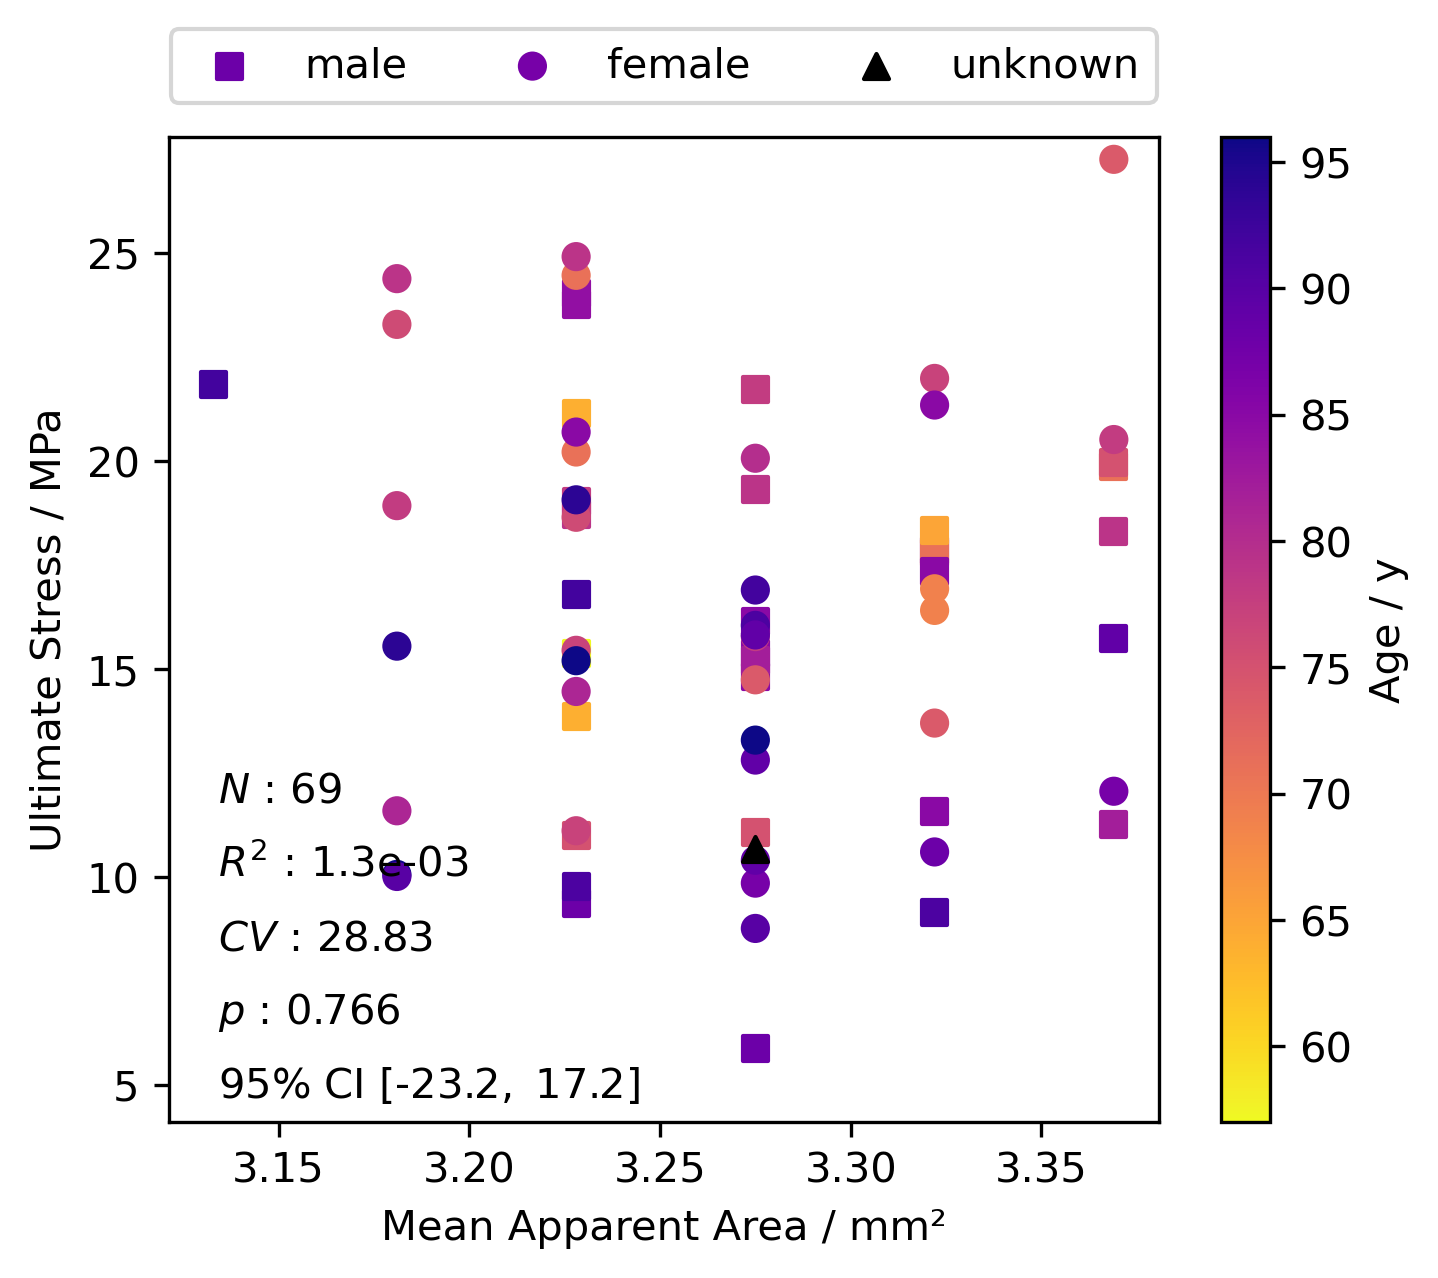 male female unknown
25
20
15
10
5
Ultimate Stress / MPa
N : 69
R² : 1.3e-03
CV : 28.83
p : 0.766
95% CI [-23.2, 17.2]
3.15 3.20 3.25 3.30 3.35
Mean Apparent Area / mm²
95
90
85
80
75
70
65
60
Age / y